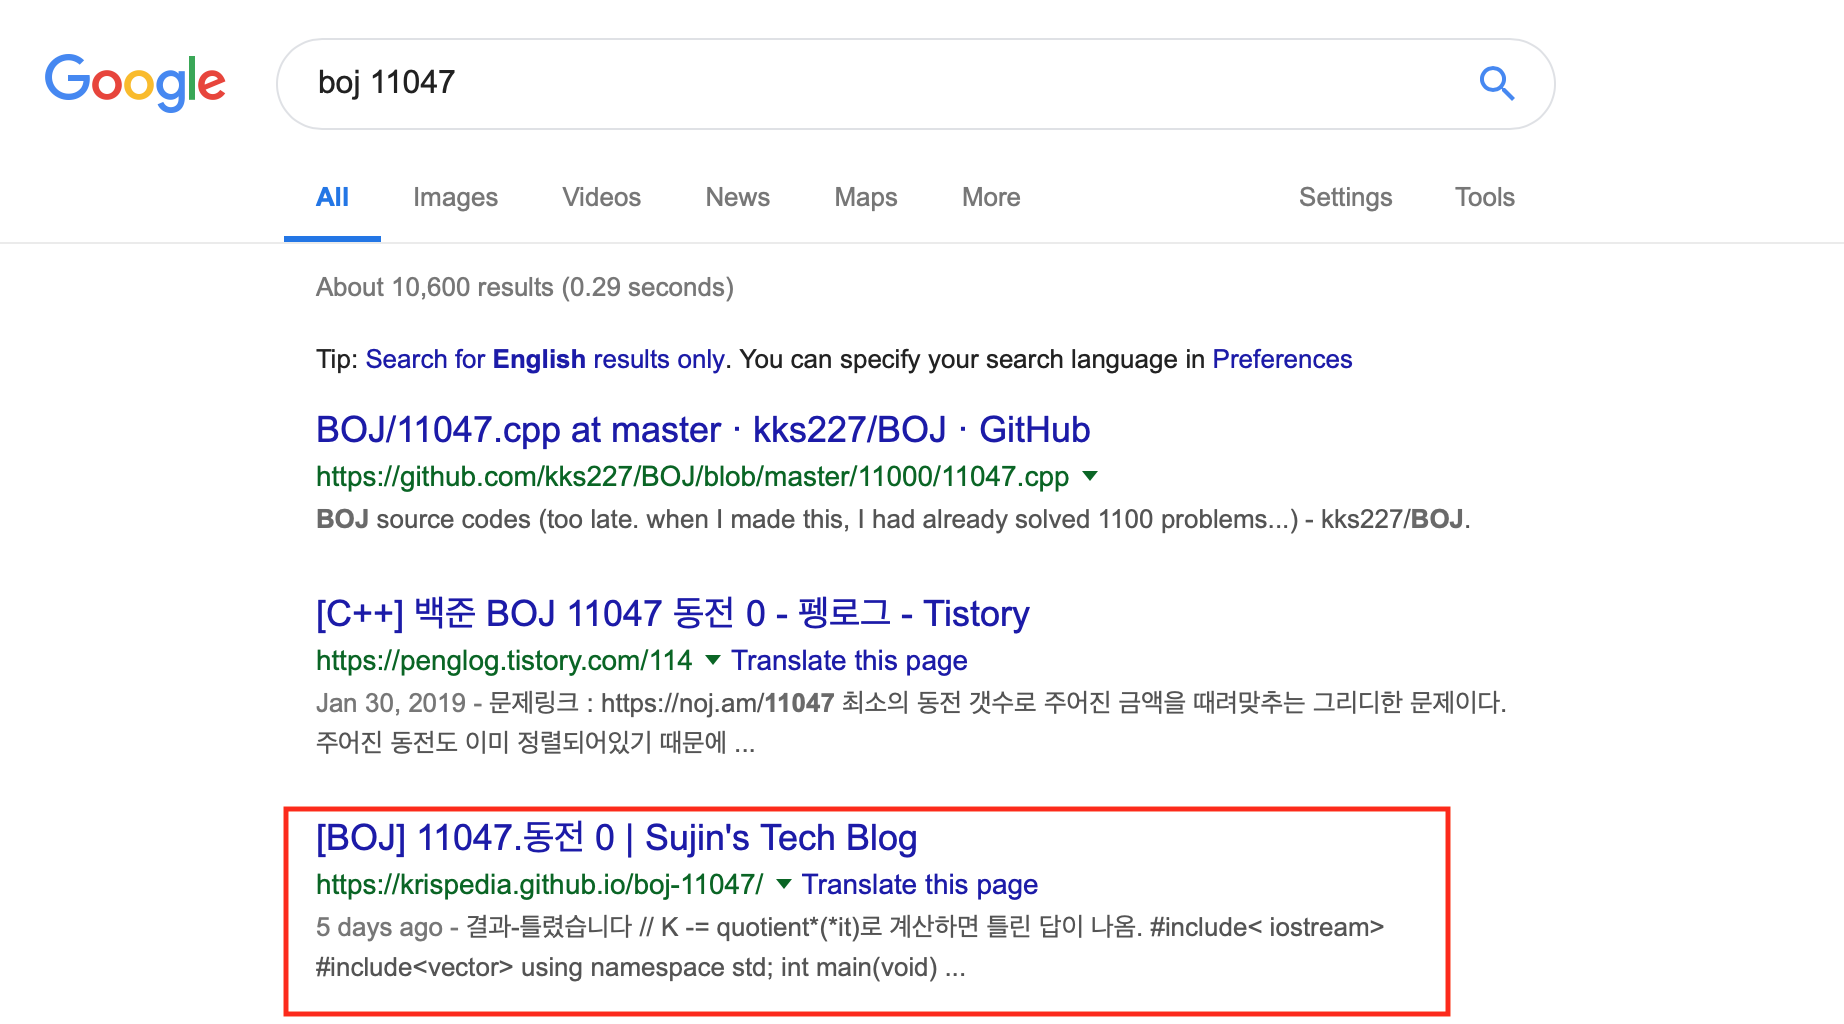 Google
boj 11047
All Images Videos News Maps More Settings Tools
About 10,600 results (0.29 seconds)
Tip: Search for English results only. You can specify your search language in Preferences
BOJ/11047.cpp at master · kks227/BOJ · GitHub
https://github.com/kks227/BOJ/blob/master/11000/11047.cpp
BOJ source codes (too late. when I made this, I had already solved 1100 problems...) - kks227/BOJ.
[C++] 백준 BOJ 11047 동전 0 - 펭로그 - Tistory
https://penglog.tistory.com/114 Translate this page
Jan 30, 2019 - 문제링크 : https://noj.am/11047 최소의 동전 갯수로 주어진 금액을 때려맞추는 그리디한 문제이다.
주어진 동전도 이미 정렬되어있기 때문에 ...
[BOJ] 11047.동전 0 | Sujin's Tech Blog
https://krispedia.github.io/boj-11047/ Translate this page
5 days ago - 결과-틀렸습니다 // K -= quotient*(*it)로 계산하면 틀린 답이 나옴. #include< iostream>
#include<vector> using namespace std; int main(void) ...